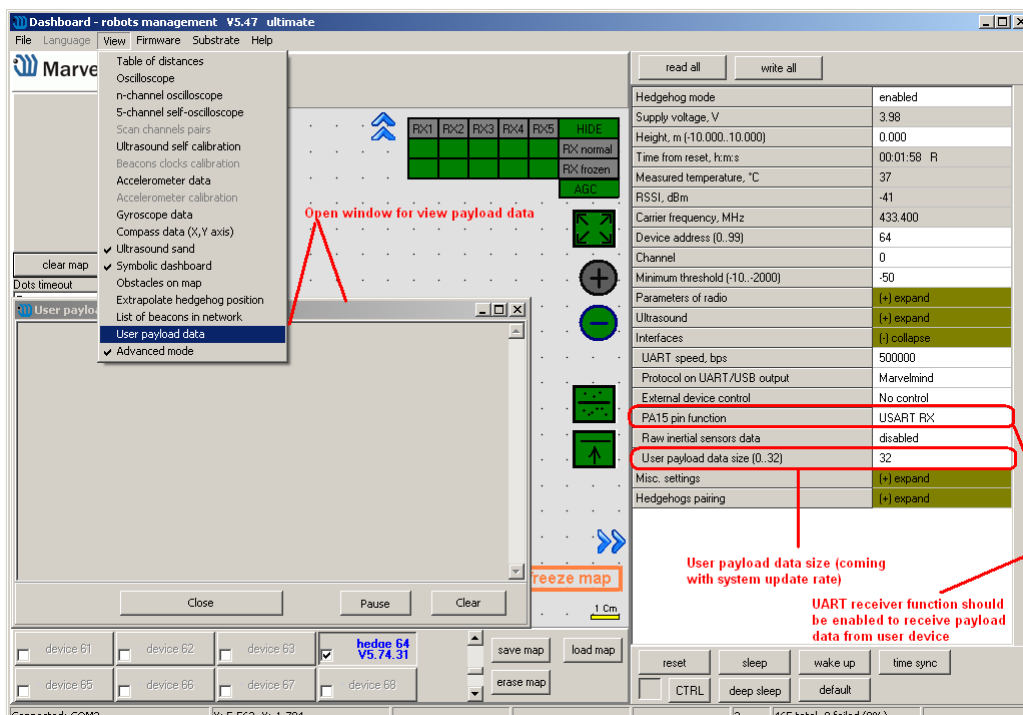 Dashboard - robots management V5.47 ultimate
File Language View Firmware Substrate Help
Marve
Table of distances
Oscilloscope
n-channel oscilloscope
5-channel self-oscilloscope
Scan channels pairs
Ultrasound self calibration
Beacons clocks calibration
Accelerometer data
Accelerometer calibration
Gyroscope data
Compass data (X,Y axis)
Ultrasound sand
Symbolic dashboard
Obstacles on map
Extrapolate hedgehog position
List of beacons in network
User payload data
Advanced mode
clear map
Dots timeout
RX1 RX2 RX3 RX4 RX5 HIDE
RX normal
RX frozen
AGC
Open window for view payload data
User paylo
Close Pause Clear
freeze map
1 Cm
read all write all
Hedgehog mode enabled
Supply voltage, V 3.98
Height, m (-10.000..10.000) 0.000
Time from reset, h:m:s 00:01:58 R
Measured temperature, °C 37
RSSI, dBm -41
Carrier frequency, MHz 433.400
Device address (0..99) 64
Channel 0
Minimum threshold (-10..-2000) -50
Parameters of radio (+) expand
Ultrasound (+) expand
Interfaces (-) collapse
UART speed, bps 500000
Protocol on UART/USB output Marvelmind
External device control No control
PA15 pin function USART RX
Raw inertial sensors data disabled
User payload data size (0..32) 32
Misc. settings (+) expand
Hedgehogs pairing (+) expand
User payload data size (coming
with system update rate)
UART receiver function should
be enabled to receive payload
data from user device
device 61 device 62 device 63 hedge 64
V5.74.31
save map load map
device 65 device 66 device 67 device 68
erase map
reset sleep wake up time sync
CTRL deep sleep default